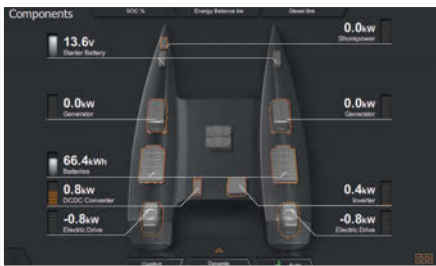 Components
SOC %
Energy Balance kw
Diesel litre
13.6v
Starter Battery
0.0kW
Shorepower
0.0kW
Generator
0.0kW
Generator
66.4kWh
Batteries
0.8kW
DCDC Converter
0.4kW
Inverter
-0.8kW
Electric Drive
-0.8kW
Electric Drive
Comfort
Dynamic
Auto